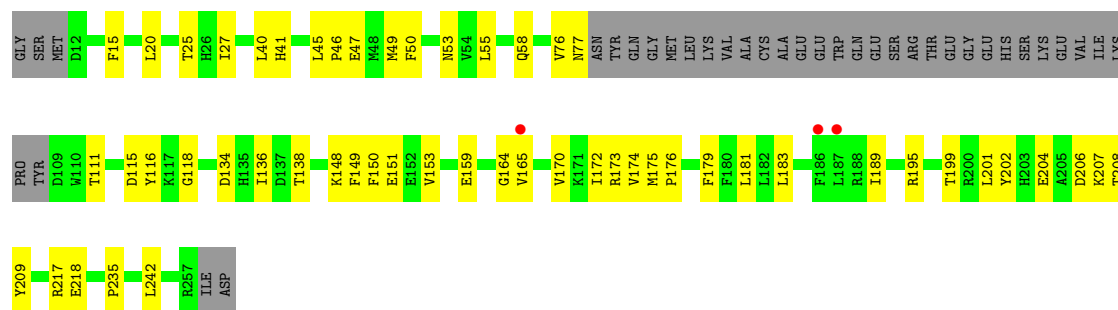 GLY SER MET D12 F15 L20 T25 H26 I27 L40 H41 L45 P46 E47 M48 M49 F50 N53 V54 L55 Q58 V76 N77 ASN TYR GLN GLY MET LEU LYS VAL ALA CYS ALA GLU GLU TRP GLN GLU SER ARG THR GLU GLY GLU HIS SER LYS GLU VAL ILE LYS
PRO TYR D109 W110 T111 D115 Y116 K117 G118 D134 H135 I136 D137 T138 K148 F149 F150 E151 E152 V153 E159 G164 V165 V170 K171 I172 R173 V174 M175 P176 F179 F180 L181 L182 L183 F186 L187 R188 I189 R195 T199 R200 L201 Y202 H203 E204 A205 D206 K207 T208
Y209 R217 E218 P235 L242 R257 ILE ASP